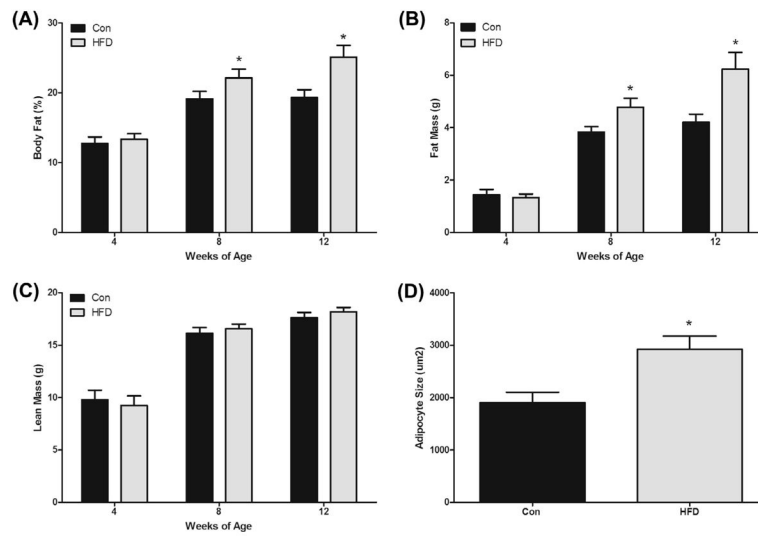 (A)
Con
HFD
30
20
10
0
Body Fat (%)
*
*
4
8
12
Weeks of Age
(B)
Con
HFD
8
6
4
2
0
Fat Mass (g)
*
*
4
8
12
Weeks of Age
(C)
Con
HFD
20
15
10
5
0
Lean Mass (g)
4
8
12
Weeks of Age
(D)
4000
3000
2000
1000
0
Adipocyte Size (um2)
*
Con
HFD